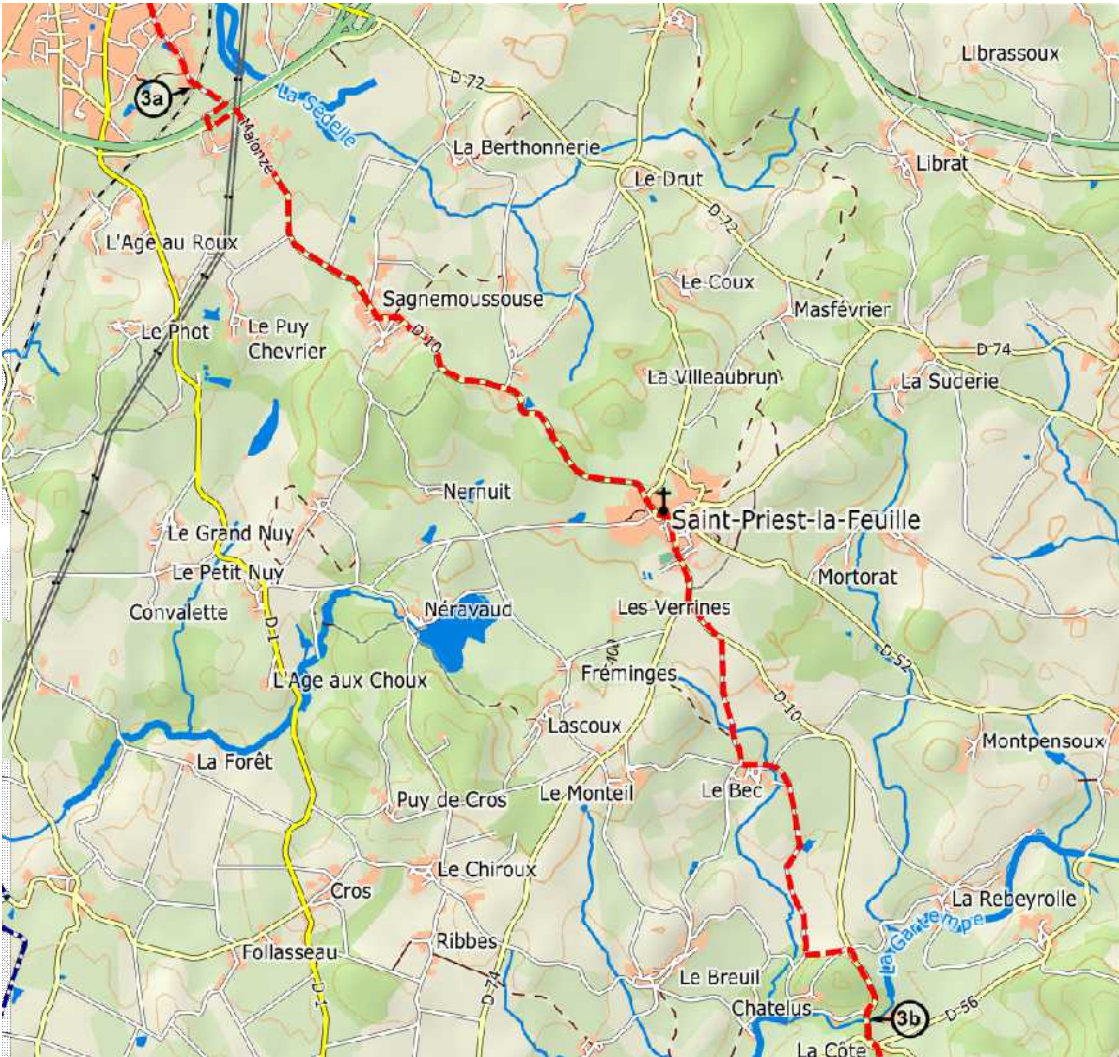 Librassoux
D 72
3a
La Sédelle
Malonze
La Berthonnerie
Librat
Le Drut
D 72
L'Age au Roux
Le Coux
Sagnemoussouse
Masfévrier
Le Phot
Le Puy
Chevrier
D 10
D 74
La Villeaubrun
La Suderie
Nernuit
Saint-Priest-la-Feuille
Le Grand Nuy
Le Petit Nuy
Mortorat
Convalette
Néravaud
Les Verrines
D 1
400
D 52
L'Age aux Choux
Fréminges
D 10
Lascoux
Montpensoux
La Forêt
Puy de Cros
Le Monteil
Le Bec
Le Chiroux
Cros
La Rebeyrolle
La Gartempe
Follasseau
Ribbes
D 1
D 74
Le Breuil
Chatelus
3b
D 56
La Côte